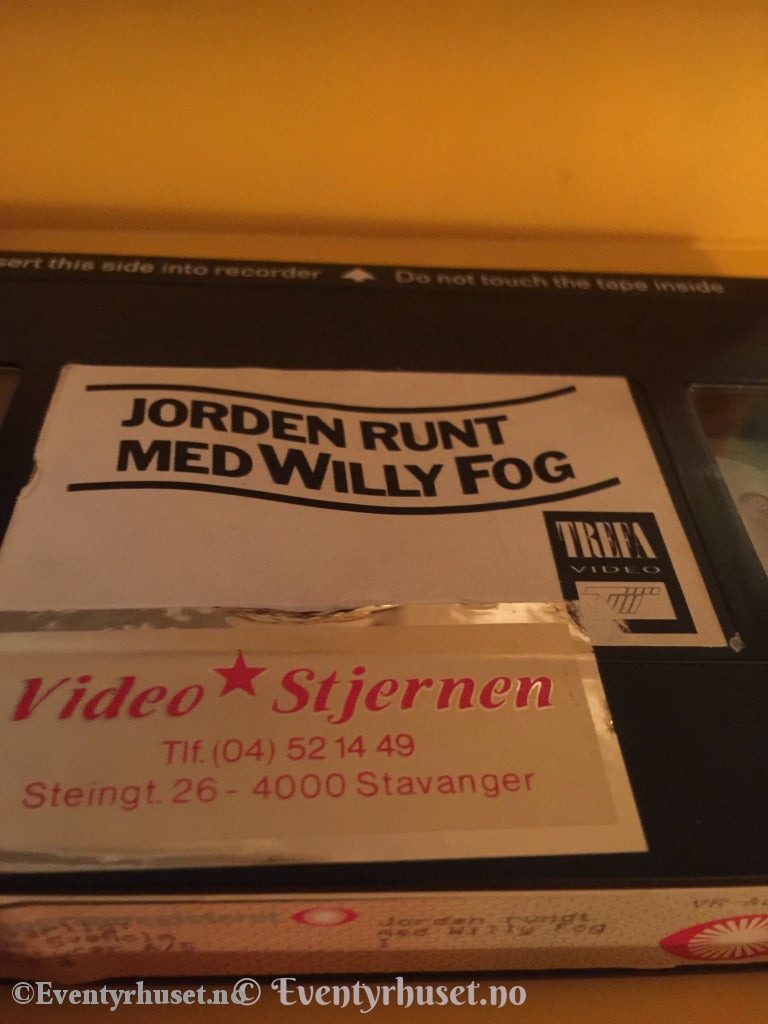 sert this side into recorder Do not touch the tape inside
JORDEN RUNT
MED WILLY FOG
TREFA
VIDEO
Video Stjernen
Tlf. (04) 52 14 49
Steingt. 26 - 4000 Stavanger
Jorden rundt
med Willy Fog
1
©Eventyrhuset.no
© Eventyrhuset.no